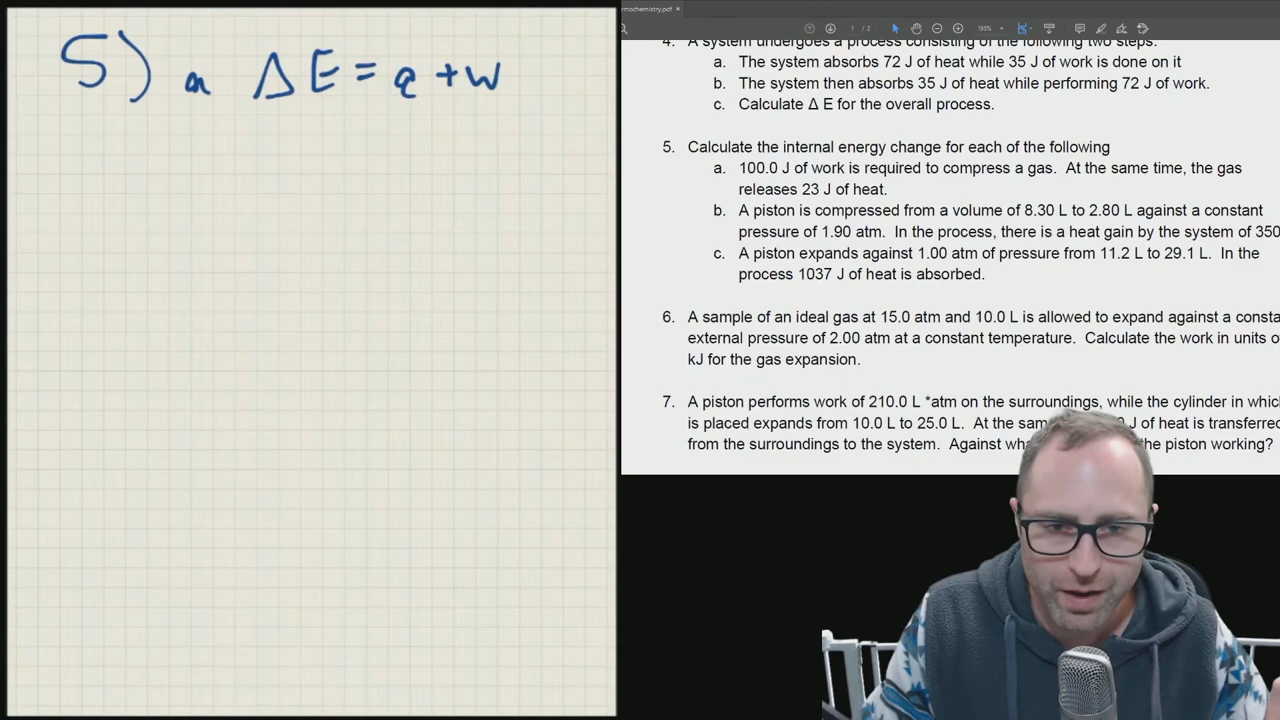 5) a ΔE = q + w
rmochemistry.pdf ×
1 / 2
195%
4. A system undergoes a process consisting of the following two steps:
a. The system absorbs 72 J of heat while 35 J of work is done on it
b. The system then absorbs 35 J of heat while performing 72 J of work.
c. Calculate Δ E for the overall process.
5. Calculate the internal energy change for each of the following
a. 100.0 J of work is required to compress a gas. At the same time, the gas
releases 23 J of heat.
b. A piston is compressed from a volume of 8.30 L to 2.80 L against a constant
pressure of 1.90 atm. In the process, there is a heat gain by the system of 350
c. A piston expands against 1.00 atm of pressure from 11.2 L to 29.1 L. In the
process 1037 J of heat is absorbed.
6. A sample of an ideal gas at 15.0 atm and 10.0 L is allowed to expand against a consta
external pressure of 2.00 atm at a constant temperature. Calculate the work in units o
kJ for the gas expansion.
7. A piston performs work of 210.0 L *atm on the surroundings, while the cylinder in which
is placed expands from 10.0 L to 25.0 L. At the sam J of heat is transferred
from the surroundings to the system. Against wha the piston working?